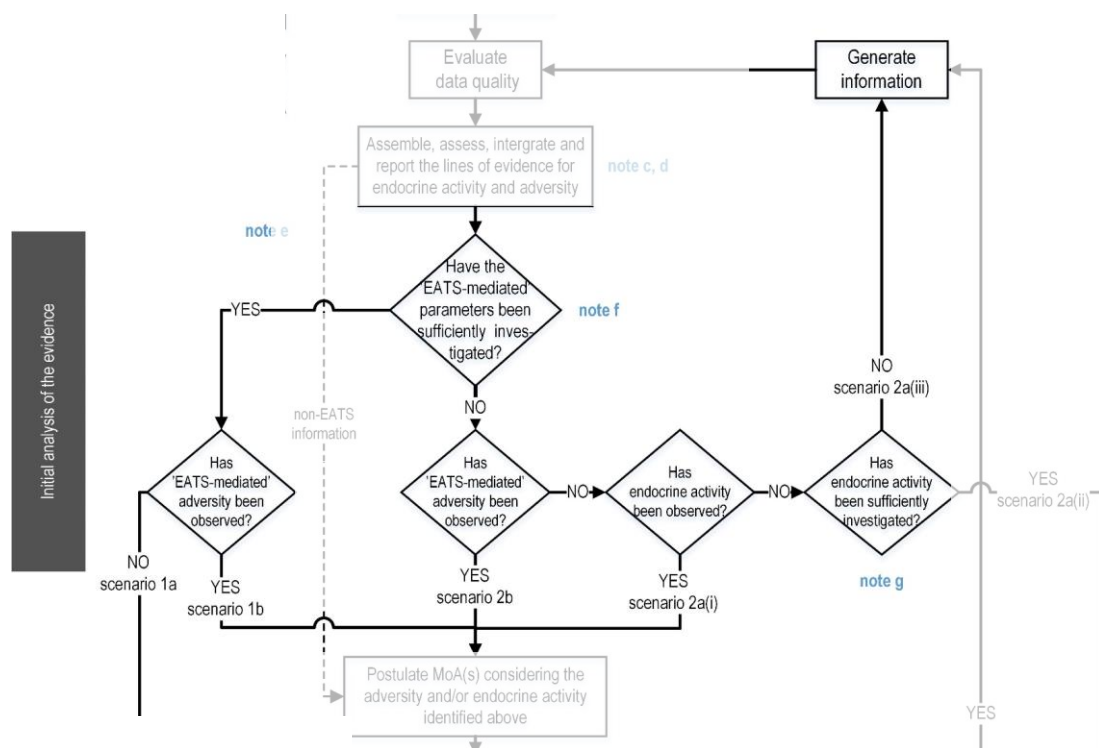 Evaluate
data quality
Generate
information
Assemble, assess, intergrate and
report the lines of evidence for
endocrine activity and adversity
note c, d
note e
Have the
'EATS-mediated'
parameters been
sufficiently inves-
tigated?
note f
YES
NO
non-EATS
information
NO
scenario 2a(iii)
Initial analysis of the evidence
Has
'EATS-mediated'
adversity been
observed?
Has
'EATS-mediated'
adversity been
observed?
NO
Has
endocrine activity
been observed?
NO
Has
endocrine activity
been sufficiently
investigated?
YES
scenario 2a(ii)
note g
NO
scenario 1a
YES
scenario 1b
YES
scenario 2b
YES
scenario 2a(i)
Postulate MoA(s) considering the
adversity and/or endocrine activity
identified above
YES